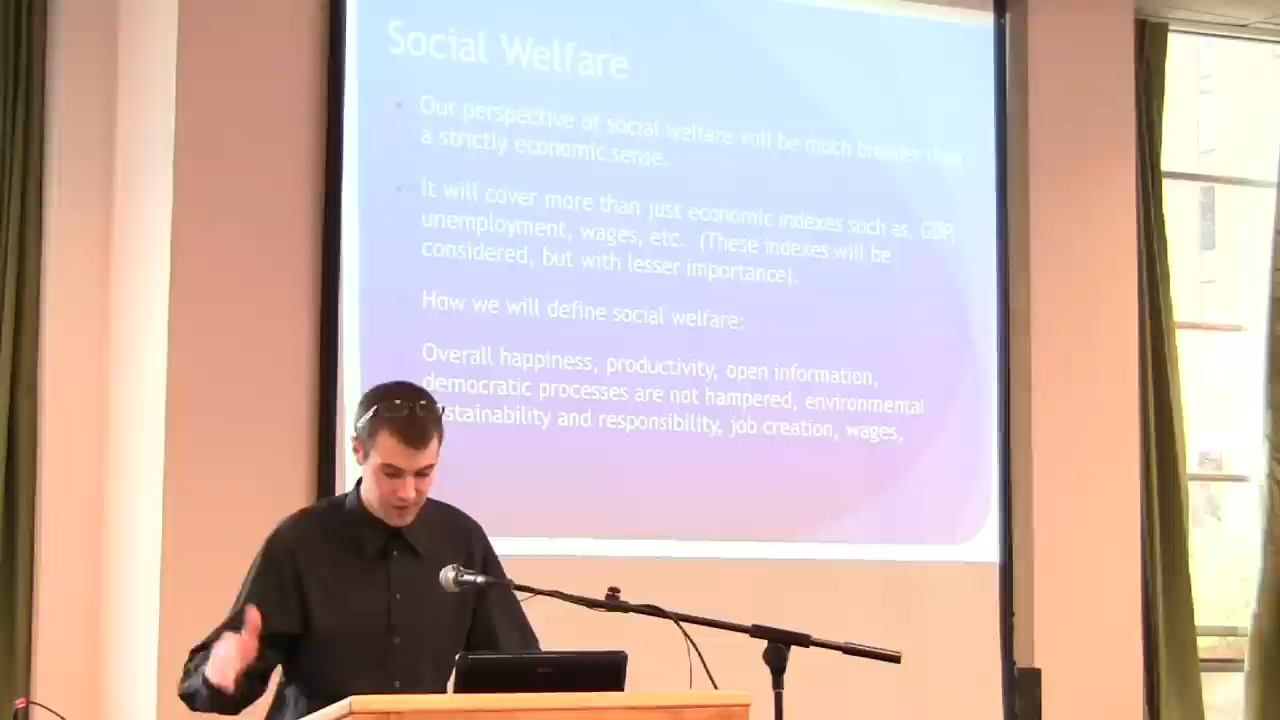 Social Welfare
Our perspective of social welfare will be much broader than
a strictly economic sense.
It will cover more than just economic indexes such as, GDP,
unemployment, wages, etc. (These indexes will be
considered, but with lesser importance).
How we will define social welfare:
Overall happiness, productivity, open information,
democratic processes are not hampered, environmental
stainability and responsibility, job creation, wages,